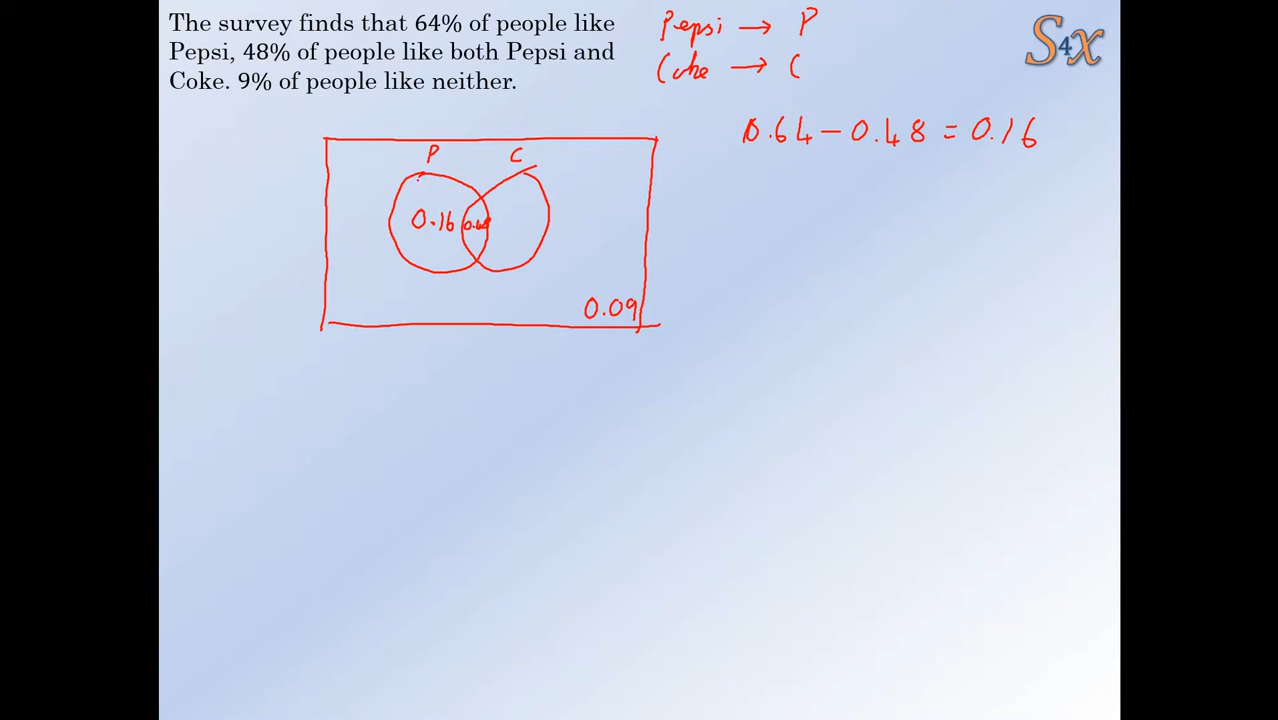 The survey finds that 64% of people like
Pepsi, 48% of people like both Pepsi and
Coke. 9% of people like neither.
Pepsi → P
Coke → C
S4x
0.64 - 0.48 = 0.16
P C
0.16 0.48
0.09